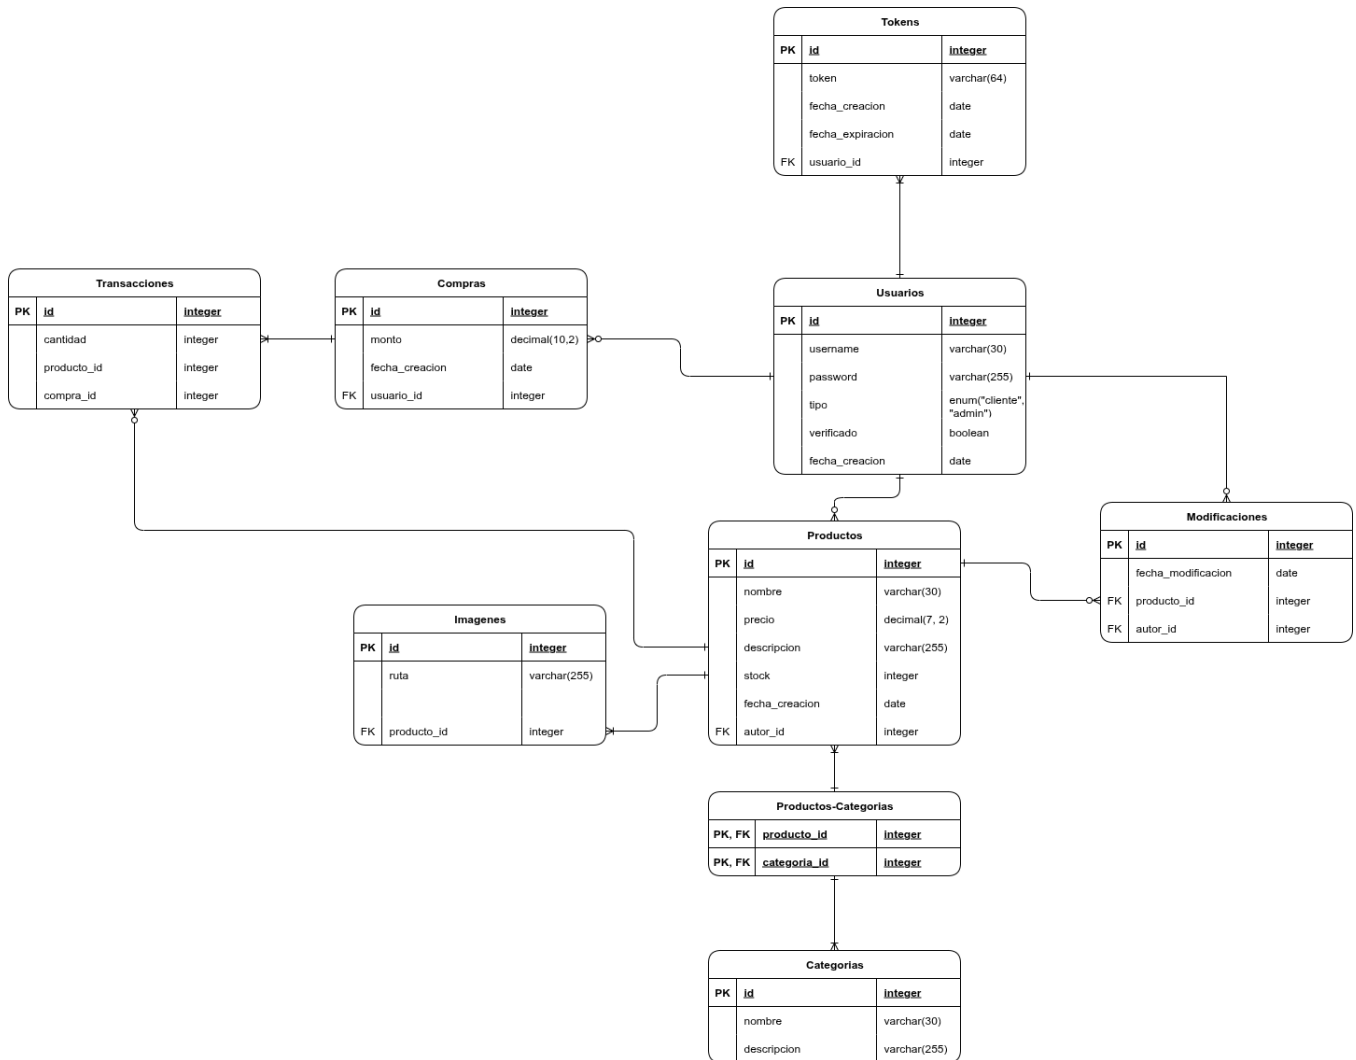 Tokens
PK id integer
token varchar(64)
fecha_creacion date
fecha_expiracion date
FK usuario_id integer
Transacciones
PK id integer
cantidad integer
producto_id integer
compra_id integer
Compras
PK id integer
monto decimal(10,2)
fecha_creacion date
FK usuario_id integer
Usuarios
PK id integer
username varchar(30)
password varchar(255)
tipo enum("cliente",
"admin")
verificado boolean
fecha_creacion date
Modificaciones
PK id integer
fecha_modificacion date
FK producto_id integer
FK autor_id integer
Productos
PK id integer
nombre varchar(30)
precio decimal(7, 2)
descripcion varchar(255)
stock integer
fecha_creacion date
FK autor_id integer
Imagenes
PK id integer
ruta varchar(255)
FK producto_id integer
Productos-Categorias
PK, FK producto_id integer
PK, FK categoria_id integer
Categorias
PK id integer
nombre varchar(30)
descripcion varchar(255)